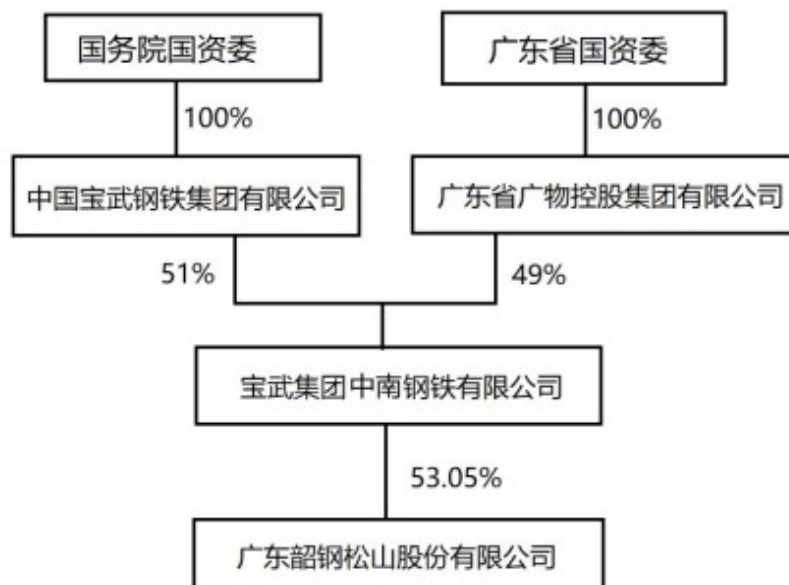 国务院国资委
广东省国资委
100%
100%
中国宝武钢铁集团有限公司
广东省广物控股集团有限公司
51%
49%
宝武集团中南钢铁有限公司
53.05%
广东韶钢松山股份有限公司